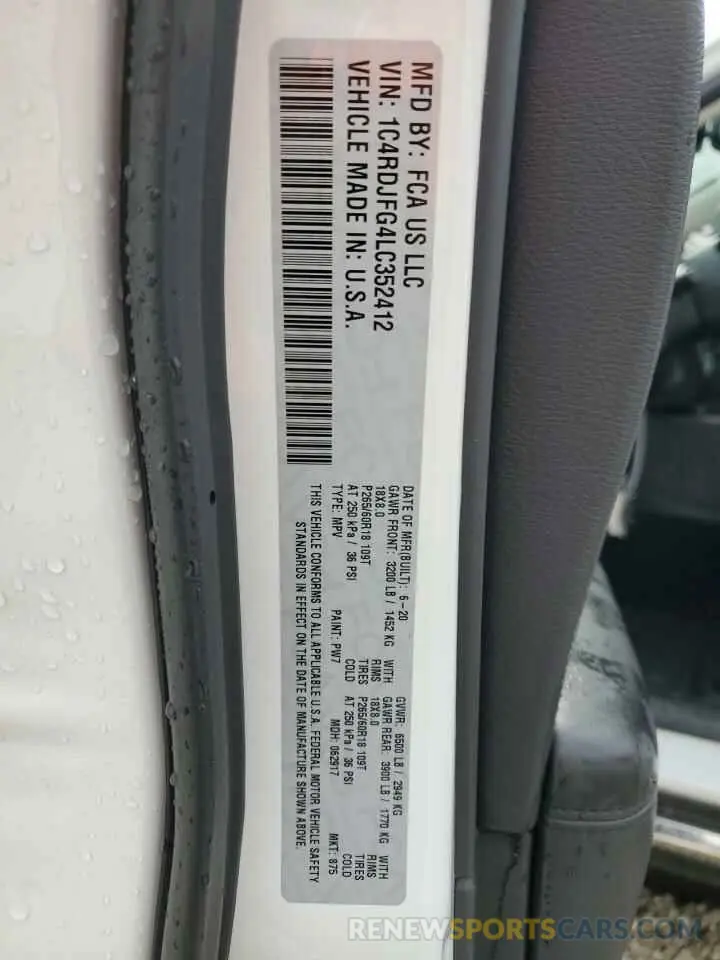 MFD BY: FCA US LLC
VIN: 1C4RDJFG4LC352412
VEHICLE MADE IN: U.S.A.
DATE OF MFR(BUILT): 6-20 GVWR: 6500 LB / 2949 KG
GAWR FRONT: 3200 LB / 1452 KG WITH GAWR REAR: 3900 LB / 1770 KG WITH
18X8.0 RIMS 18X8.0 RIMS
P265/60R18 109T TIRES P265/60R18 109T TIRES
AT 250 kPa / 36 PSI COLD AT 250 kPa / 36 PSI COLD
TYPE: MPV PAINT: PW7 MDH: 062917 MKT: 875
THIS VEHICLE CONFORMS TO ALL APPLICABLE U.S.A. FEDERAL MOTOR VEHICLE SAFETY
STANDARDS IN EFFECT ON THE DATE OF MANUFACTURE SHOWN ABOVE.
RENEWSPORTSCARS.COM